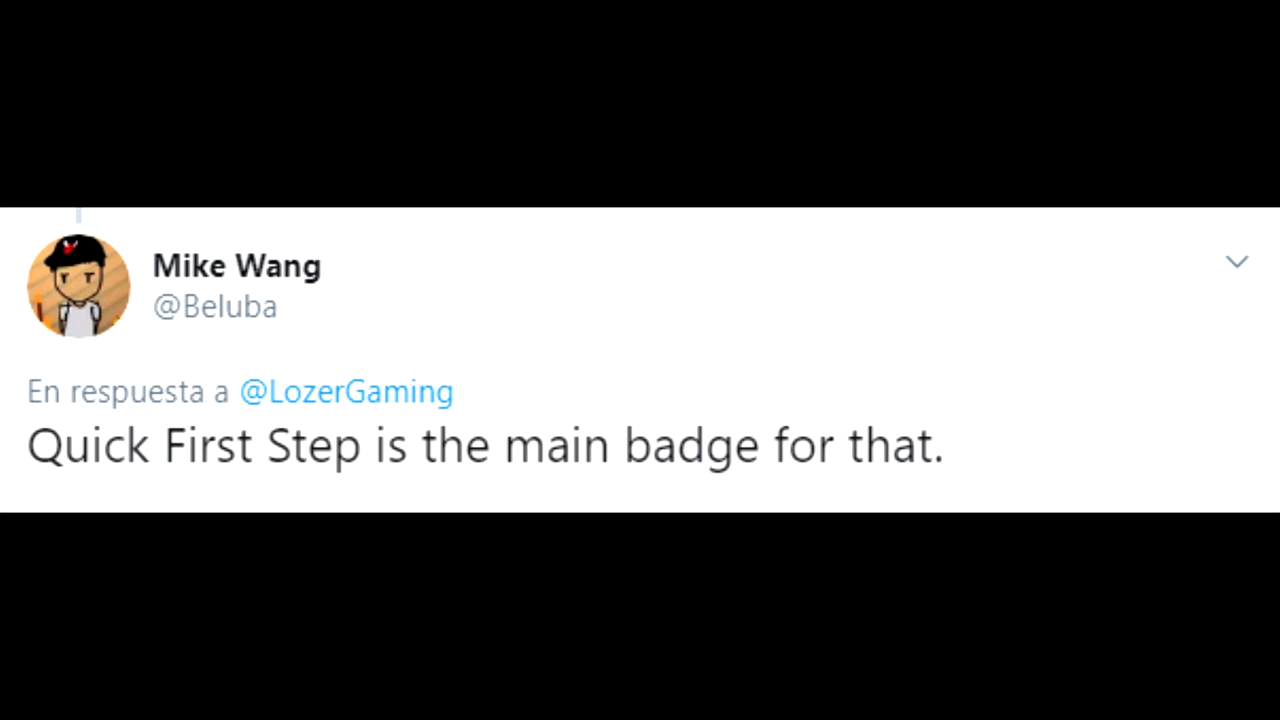 Mike Wang
@Beluba
En respuesta a @LozerGaming
Quick First Step is the main badge for that.